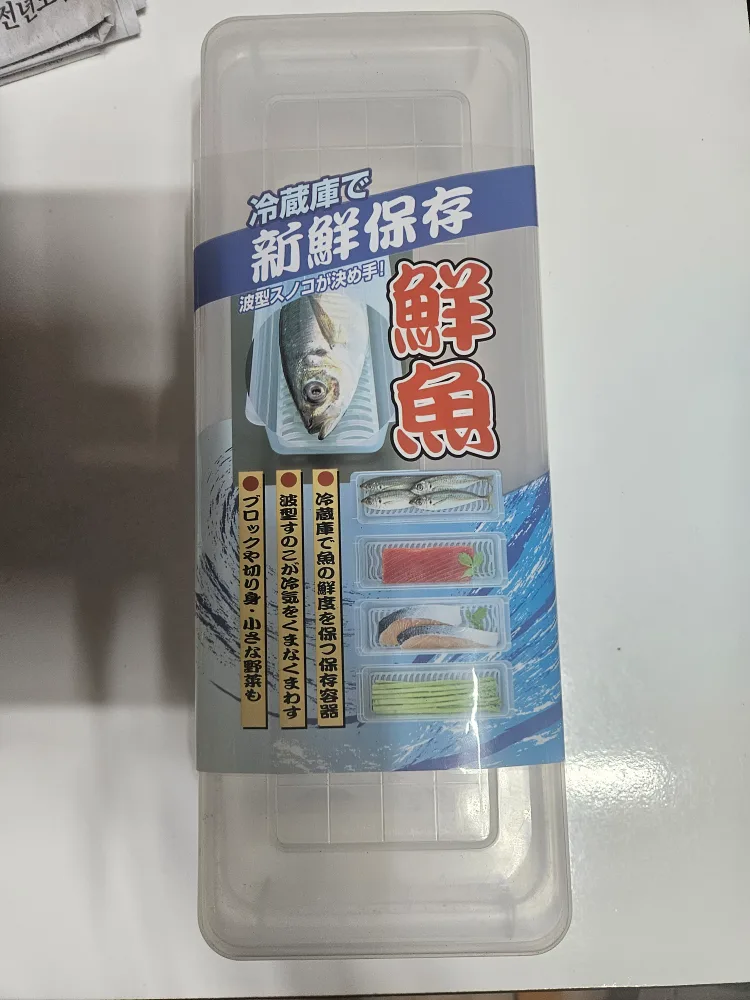 전년도
冷蔵庫で
新鮮保存
波型スノコが決め手!
鮮魚
冷蔵庫で魚の鮮度を保つ保存容器
波型すのこが冷気をくまなくまわす
ブロックや切り身・小さな野菜も